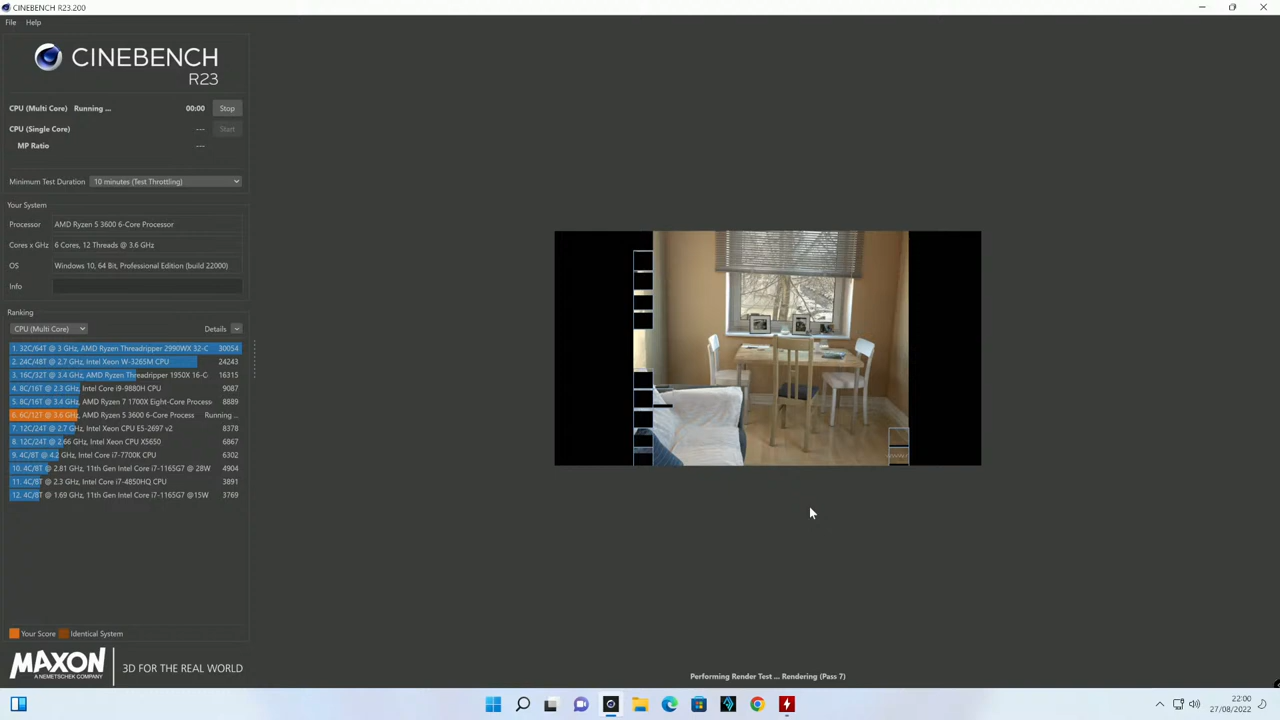 CINEBENCH R23.200
File Help
CINEBENCH
R23
CPU (Multi Core) Running ... 00:00 Stop
CPU (Single Core) --- Start
MP Ratio ---
Minimum Test Duration 10 minutes (Test Throttling)
Your System
Processor AMD Ryzen 5 3600 6-Core Processor
Cores x GHz 6 Cores, 12 Threads @ 3.6 GHz
OS Windows 64 Bit, Professional Edition (build 22000)
Info
Ranking
CPU (Multi Core) Details
1. 32C/64T @ 3 GHz, AMD Ryzen Threadripper 2990WX 32-C 30054
2. 24C/48T @ 2.7 GHz, Intel Xeon W-3265M CPU 24243
3. 16C/32T @ 3.4 GHz, AMD Ryzen Threadripper 1950X 16-C 16315
4. 8C/16T @ 2.3 GHz, Intel Core i9-9880H CPU 9087
5. 8C/16T @ 3.4 GHz, AMD Ryzen 7 1700X Eight-Core Proces 8889
6. 6C/12T @ 3.6 GHz, AMD Ryzen 5 3600 6-Core Process Running ...
7. 12C/24T @ 2.7 GHz, Intel Xeon CPU E5-2697 v2 8378
8. 12C/24T @ 2.66 GHz, Intel Xeon CPU X5650 6867
9. 4C/8T @ 4.2 GHz, Intel Core i7-7700K CPU 6302
10. 4C/8T @ 2.81 GHz, 11th Gen Intel Core i7-1165G7 @ 28W 4904
11. 4C/8T @ 2.3 GHz, Intel Core i7-4850HQ CPU 3891
12. 4C/8T @ 1.69 GHz, 11th Gen Intel Core i7-1165G7 @15W 3769
Your Score Identical System
MAXON
A NEMETSCHEK COMPANY
3D FOR THE REAL WORLD
Performing Render Test ... Rendering (Pass 7)
22:00
27/08/2022